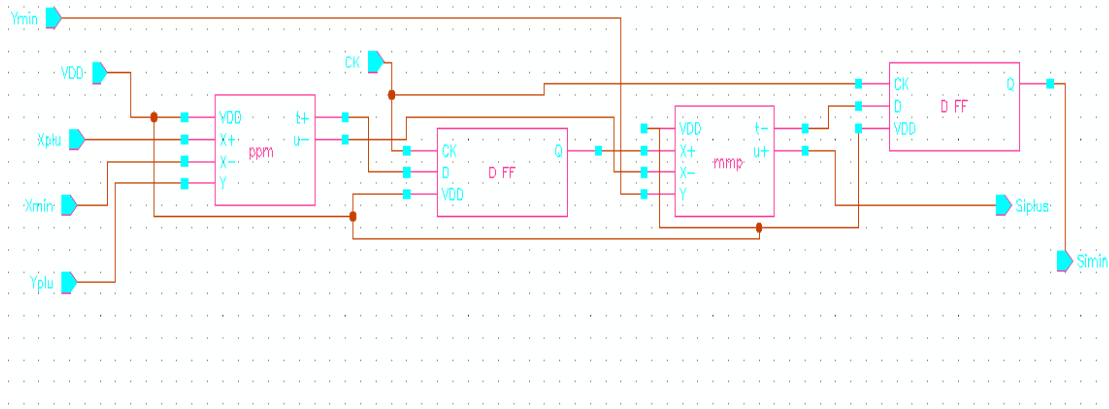 Ymin
VDD
CK
Xplu
Xmin
Yplu
VDD t+
X+ u-
X-
Y
ppm
CK Q
D
VDD
D FF
VDD t-
X+ u+
X-
Y
mmp
CK Q
D
VDD
D FF
Siplus
Simin